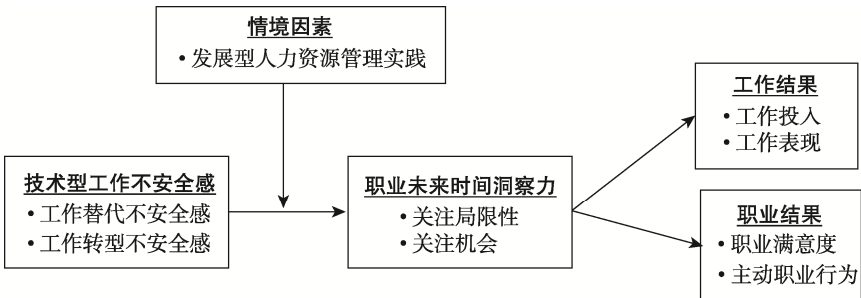 情境因素
• 发展型人力资源管理实践
工作结果
• 工作投入
• 工作表现
技术型工作不安全感
• 工作替代不安全感
• 工作转型不安全感
职业未来时间洞察力
• 关注局限性
• 关注机会
职业结果
• 职业满意度
• 主动职业行为